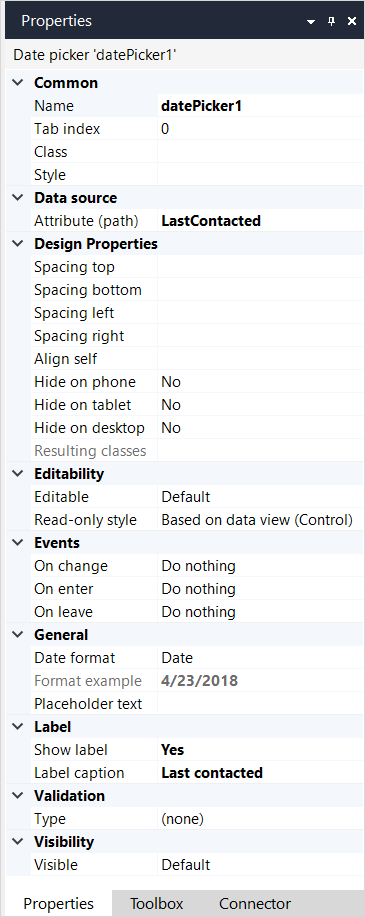 Properties
Date picker 'datePicker1'
Common
Name datePicker1
Tab index 0
Class
Style
Data source
Attribute (path) LastContacted
Design Properties
Spacing top
Spacing bottom
Spacing left
Spacing right
Align self
Hide on phone No
Hide on tablet No
Hide on desktop No
Resulting classes
Editability
Editable Default
Read-only style Based on data view (Control)
Events
On change Do nothing
On enter Do nothing
On leave Do nothing
General
Date format Date
Format example 4/23/2018
Placeholder text
Label
Show label Yes
Label caption Last contacted
Validation
Type (none)
Visibility
Visible Default
Properties Toolbox Connector